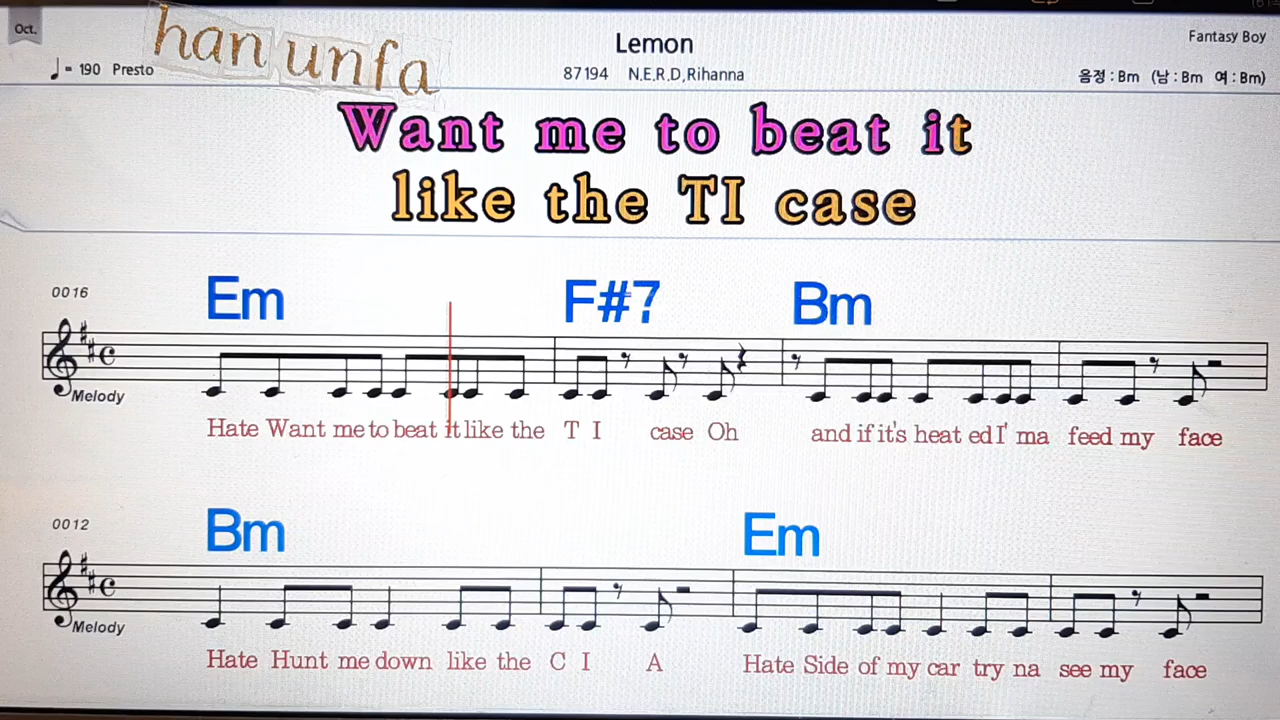 Oct.
han unfa
Lemon
Fantasy Boy
♩= 190 Presto
87194 N.E.R.D,Rihanna
음정 : Bm (남 : Bm 여 : Bm)
Want me to beat it
like the TI case
0016
Em F#7 Bm
Melody
Hate Want me to beat it like the T I case Oh and if it's heat ed I' ma feed my face
0012
Bm Em
Melody
Hate Hunt me down like the C I A Hate Side of my car try na see my face